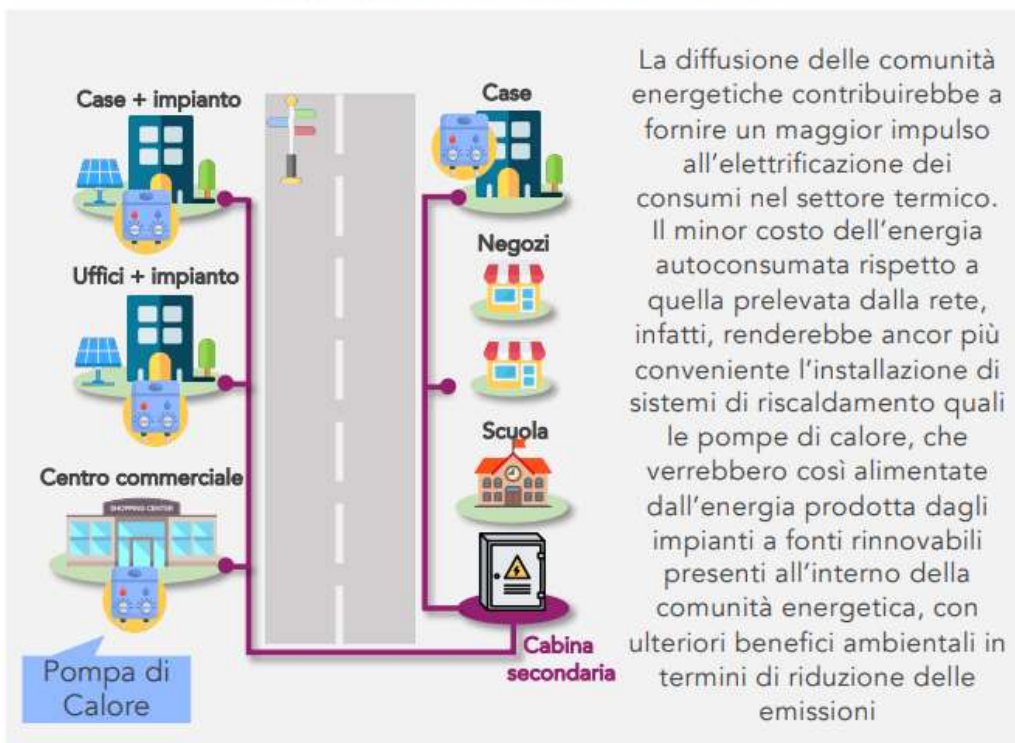 Case + impianto
Uffici + impianto
Centro commerciale
SHOPPING CENTER
Pompa di
Calore
Case
Negozi
Scuola
Cabina
secondaria
La diffusione delle comunità
energetiche contribuirebbe a
fornire un maggior impulso
all’elettrificazione dei
consumi nel settore termico.
Il minor costo dell’energia
autoconsumata rispetto a
quella prelevata dalla rete,
infatti, renderebbe ancor più
conveniente l’installazione di
sistemi di riscaldamento quali
le pompe di calore, che
verrebbero così alimentate
dall’energia prodotta dagli
impianti a fonti rinnovabili
presenti all’interno della
comunità energetica, con
ulteriori benefici ambientali in
termini di riduzione delle
emissioni